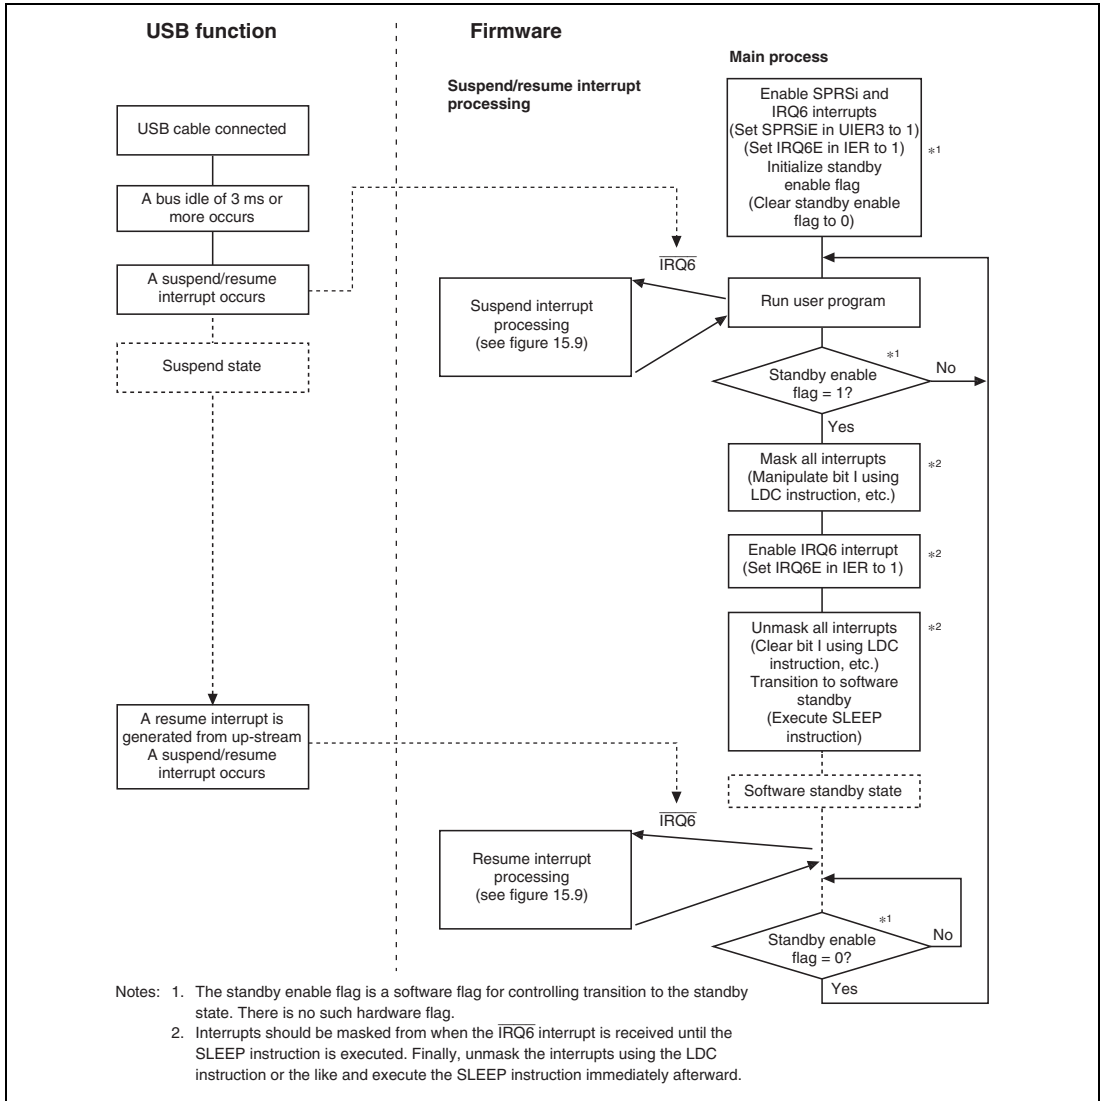 USB function
Firmware
Main process
Suspend/resume interrupt
processing
Enable SPRSi and
IRQ6 interrupts
(Set SPRSiE in UIER3 to 1)
(Set IRQ6E in IER to 1)
Initialize standby
enable flag
(Clear standby enable
flag to 0)
*1
USB cable connected
A bus idle of 3 ms or
more occurs
A suspend/resume
interrupt occurs
IRQ6
Suspend interrupt
processing
(see figure 15.9)
Run user program
Suspend state
*1
Standby enable
flag = 1?
No
Yes
Mask all interrupts
(Manipulate bit I using
LDC instruction, etc.)
*2
Enable IRQ6 interrupt
(Set IRQ6E in IER to 1)
*2
Unmask all interrupts
(Clear bit I using LDC
instruction, etc.)
Transition to software
standby
(Execute SLEEP
instruction)
*2
A resume interrupt is
generated from up-stream
A suspend/resume
interrupt occurs
Software standby state
IRQ6
Resume interrupt
processing
(see figure 15.9)
*1
Standby enable
flag = 0?
No
Yes
Notes: 1. The standby enable flag is a software flag for controlling transition to the standby
state. There is no such hardware flag.
2. Interrupts should be masked from when the IRQ6 interrupt is received until the
SLEEP instruction is executed. Finally, unmask the interrupts using the LDC
instruction or the like and execute the SLEEP instruction immediately afterward.